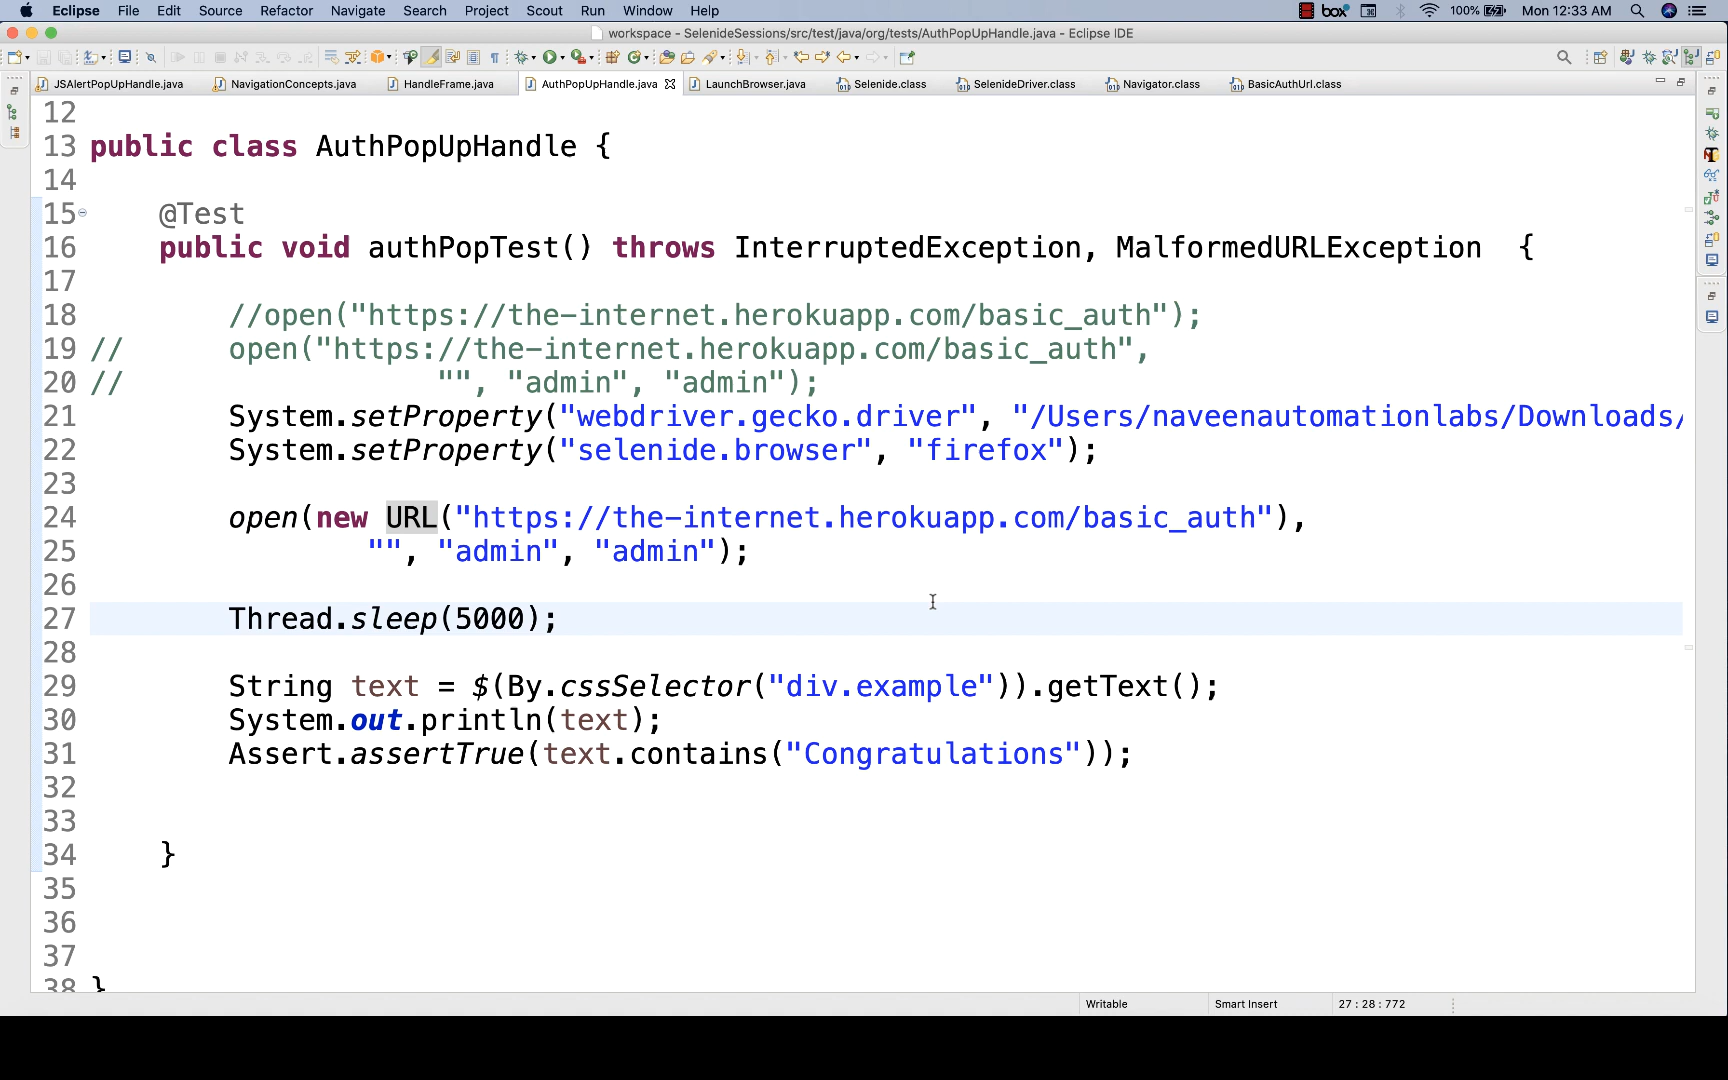 Eclipse File Edit Source Refactor Navigate Search Project Scout Run Window Help box 100% Mon 12:33 AM
workspace - SelenideSessions/src/test/java/org/tests/AuthPopUpHandle.java - Eclipse IDE
JSAlertPopUpHandle.java NavigationConcepts.java HandleFrame.java AuthPopUpHandle.java LaunchBrowser.java Selenide.class SelenideDriver.class Navigator.class BasicAuthUrl.class
12
13 public class AuthPopUpHandle {
14
15 @Test
16 public void authPopTest() throws InterruptedException, MalformedURLException {
17
18 //open("https://the-internet.herokuapp.com/basic_auth");
19 // open("https://the-internet.herokuapp.com/basic_auth",
20 // "", "admin", "admin");
21 System.setProperty("webdriver.gecko.driver", "/Users/naveenautomationlabs/Downloads/
22 System.setProperty("selenide.browser", "firefox");
23
24 open(new URL("https://the-internet.herokuapp.com/basic_auth"),
25 "", "admin", "admin");
26
27 Thread.sleep(5000);
28
29 String text = $(By.cssSelector("div.example")).getText();
30 System.out.println(text);
31 Assert.assertTrue(text.contains("Congratulations"));
32
33
34 }
35
36
37
38 }
Writable Smart Insert 27 : 28 : 772